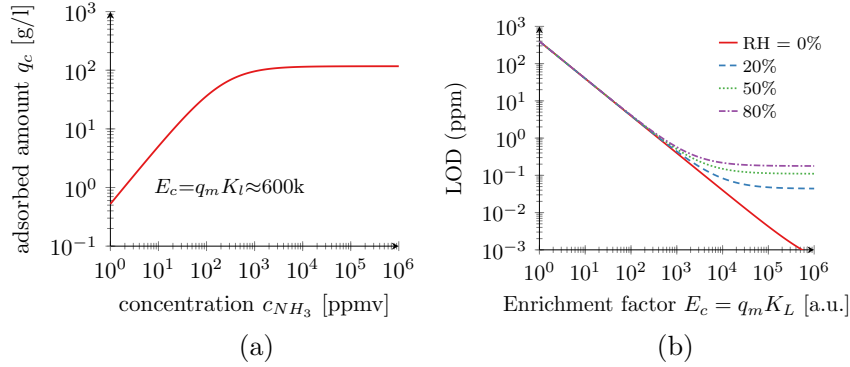 adsorbed amount q_c [g/l]
10^3
10^2
10^1
10^0
10^−1
E_c=q_mK_l≈600k
10^0 10^1 10^2 10^3 10^4 10^5 10^6
concentration c_{NH_3} [ppmv]
(a)
LOD (ppm)
10^3
10^2
10^1
10^0
10^−1
10^−2
10^−3
RH = 0%
20%
50%
80%
10^0 10^1 10^2 10^3 10^4 10^5 10^6
Enrichment factor E_c = q_mK_L [a.u.]
(b)